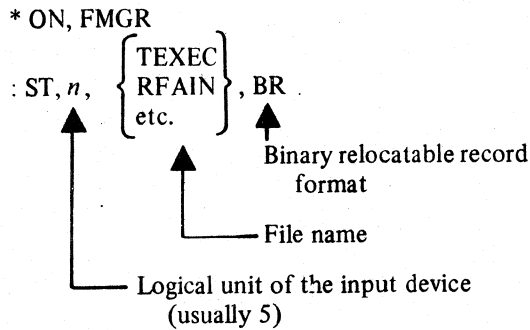 * ON, FMGR
TEXEC
: ST, n, RFAIN , BR
etc.
Binary relocatable record
format
File name
Logical unit of the input device
(usually 5)